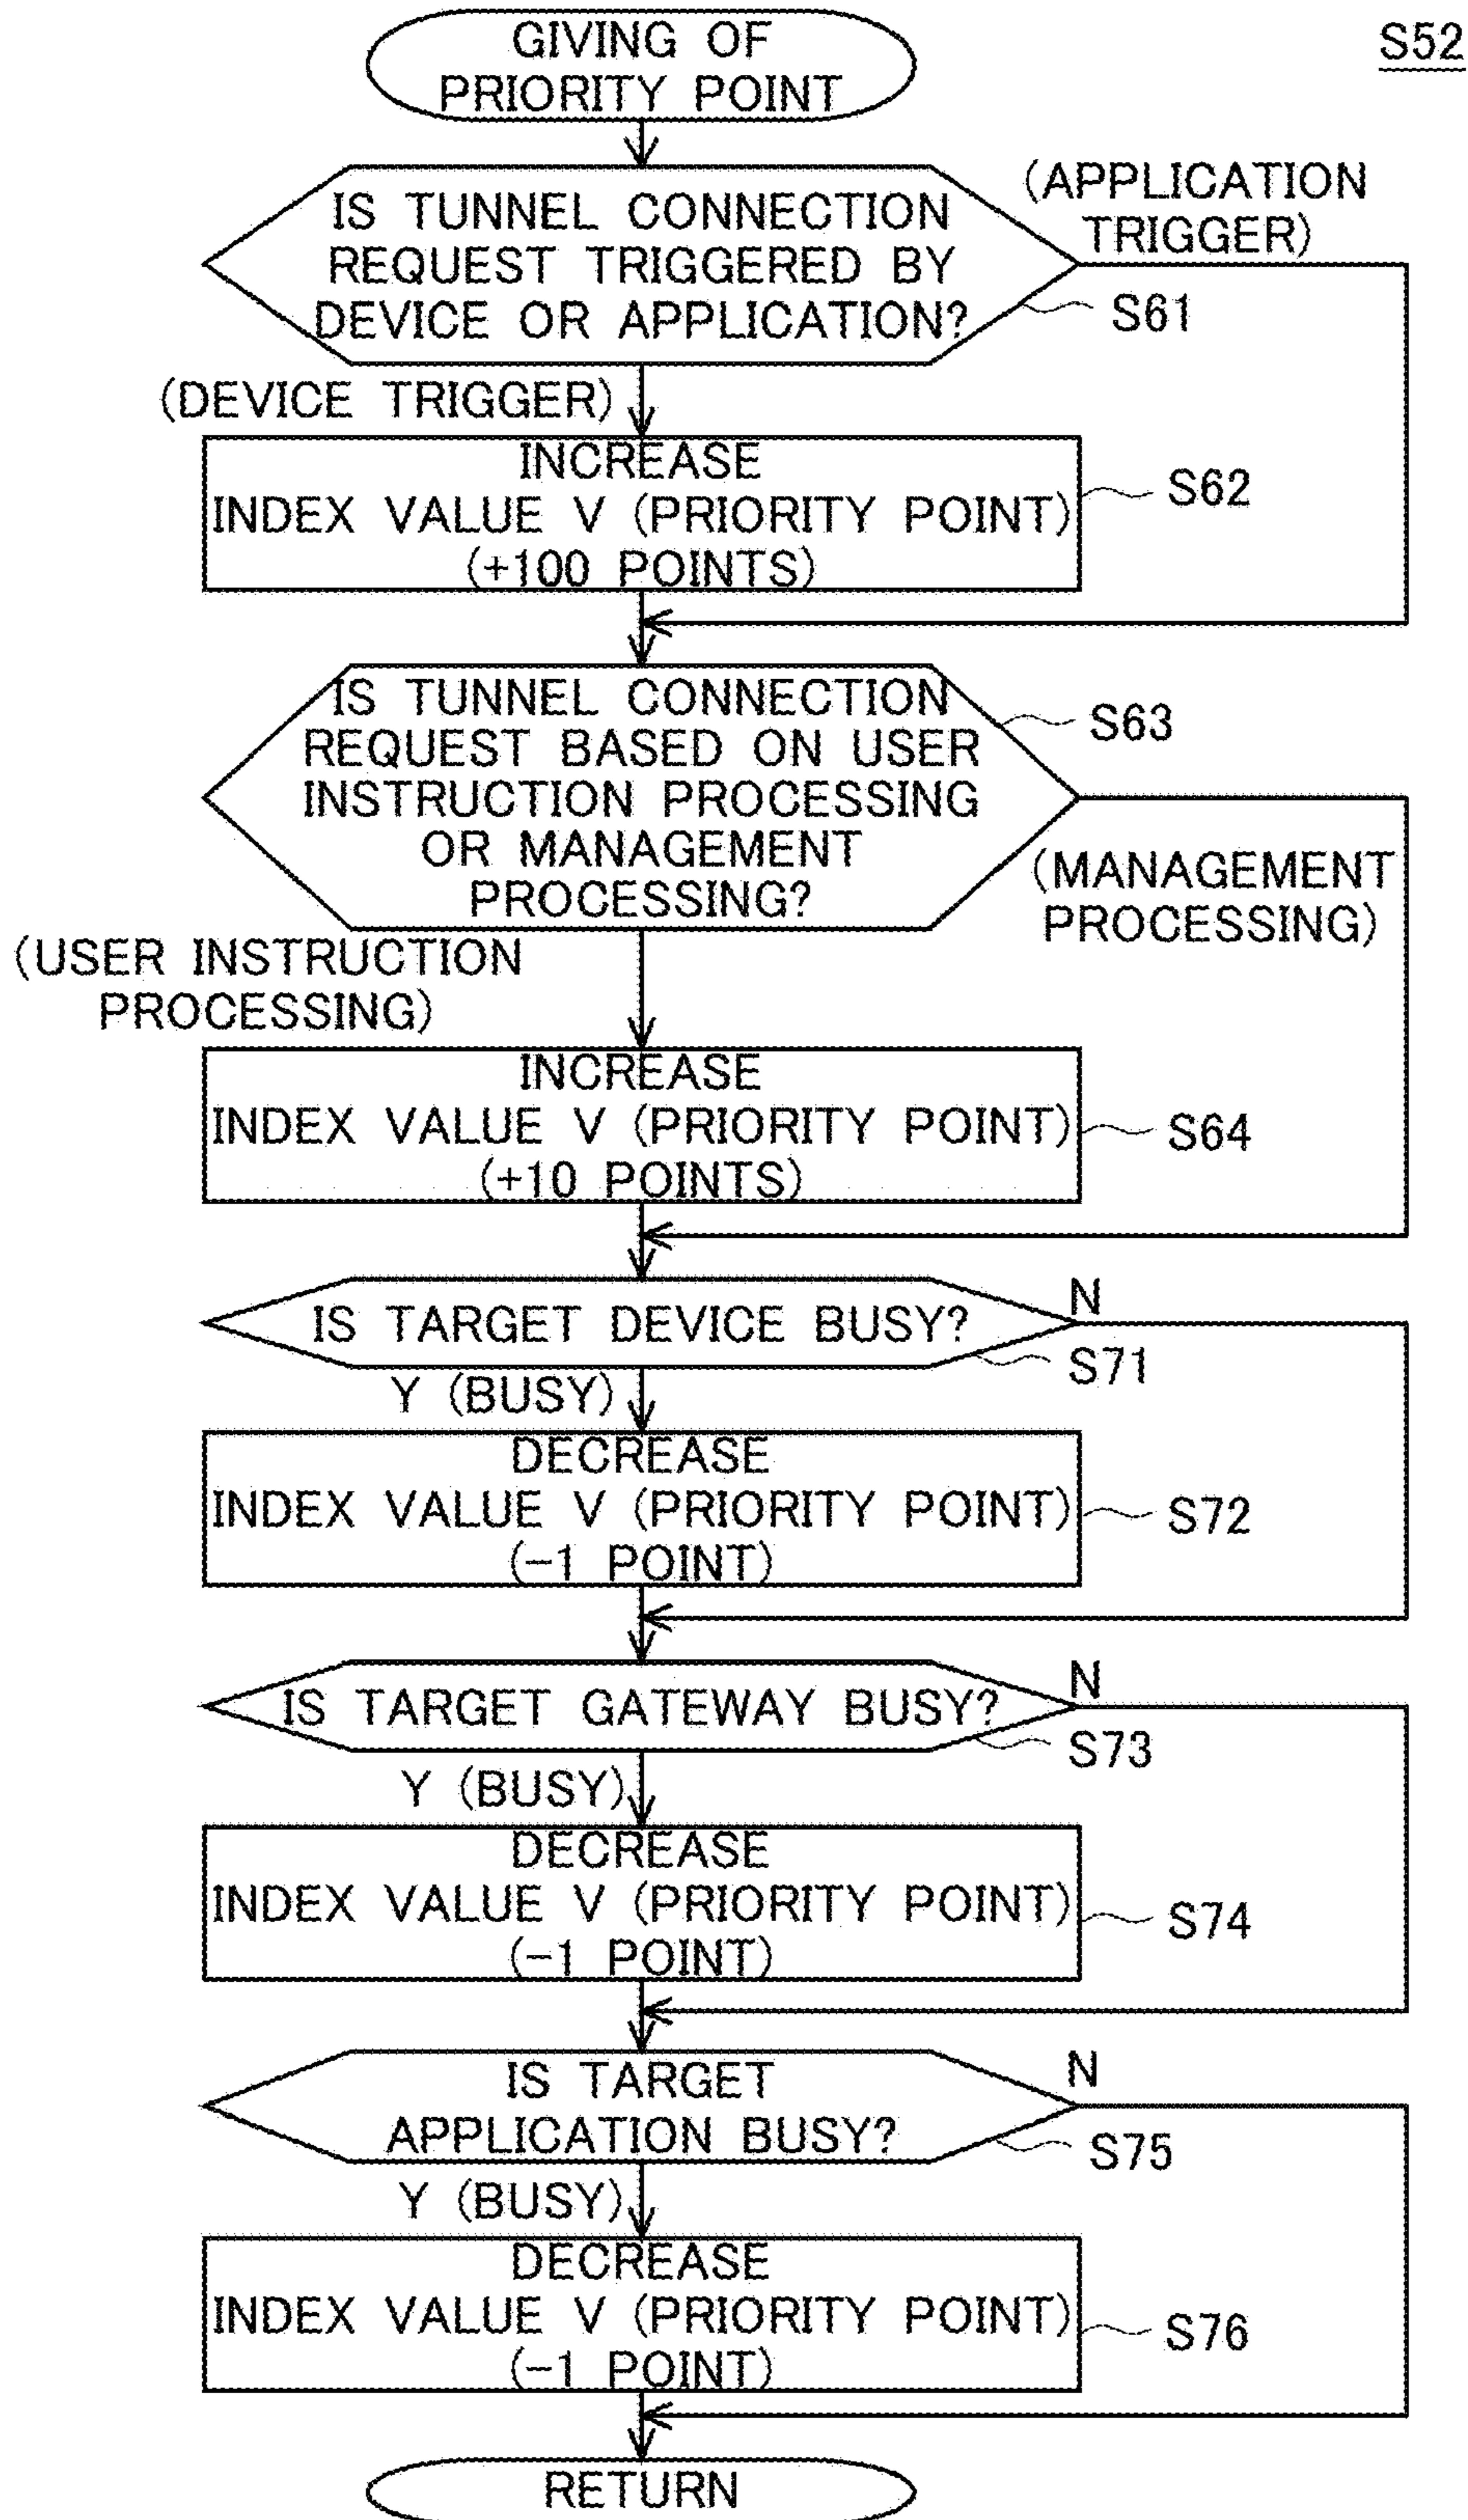 GIVING OF
PRIORITY POINT
S52
IS TUNNEL CONNECTION
REQUEST TRIGGERED BY
DEVICE OR APPLICATION?
(APPLICATION
TRIGGER)
S61
(DEVICE TRIGGER)
INCREASE
INDEX VALUE V (PRIORITY POINT)
(+100 POINTS)
S62
IS TUNNEL CONNECTION
REQUEST BASED ON USER
INSTRUCTION PROCESSING
OR MANAGEMENT
PROCESSING?
S63
(MANAGEMENT
PROCESSING)
(USER INSTRUCTION
PROCESSING)
INCREASE
INDEX VALUE V (PRIORITY POINT)
(+10 POINTS)
S64
IS TARGET DEVICE BUSY?
N
S71
Y (BUSY)
DECREASE
INDEX VALUE V (PRIORITY POINT)
(-1 POINT)
S72
IS TARGET GATEWAY BUSY?
N
S73
Y (BUSY)
DECREASE
INDEX VALUE V (PRIORITY POINT)
(-1 POINT)
S74
IS TARGET
APPLICATION BUSY?
N
S75
Y (BUSY)
DECREASE
INDEX VALUE V (PRIORITY POINT)
(-1 POINT)
S76
RETURN